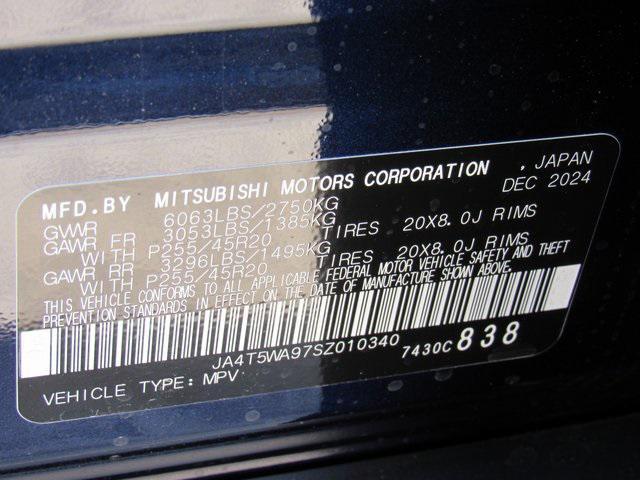 MFD.BY MITSUBISHI MOTORS CORPORATION , JAPAN
GVWR 6063LBS/2750KG DEC 2024
GAWR FR 3053LBS/1385KG
WITH P255/45R20 TIRES 20X8.0J RIMS
GAWR RR 3296LBS/1495KG
WITH P255/45R20 TIRES 20X8.0J RIMS
THIS VEHICLE CONFORMS TO ALL APPLICABLE FEDERAL MOTOR VEHICLE SAFETY AND THEFT
PREVENTION STANDARDS IN EFFECT ON THE DATE OF MANUFACTURE SHOWN ABOVE.
JA4T5WA97SZ010340 7430C838
VEHICLE TYPE:MPV